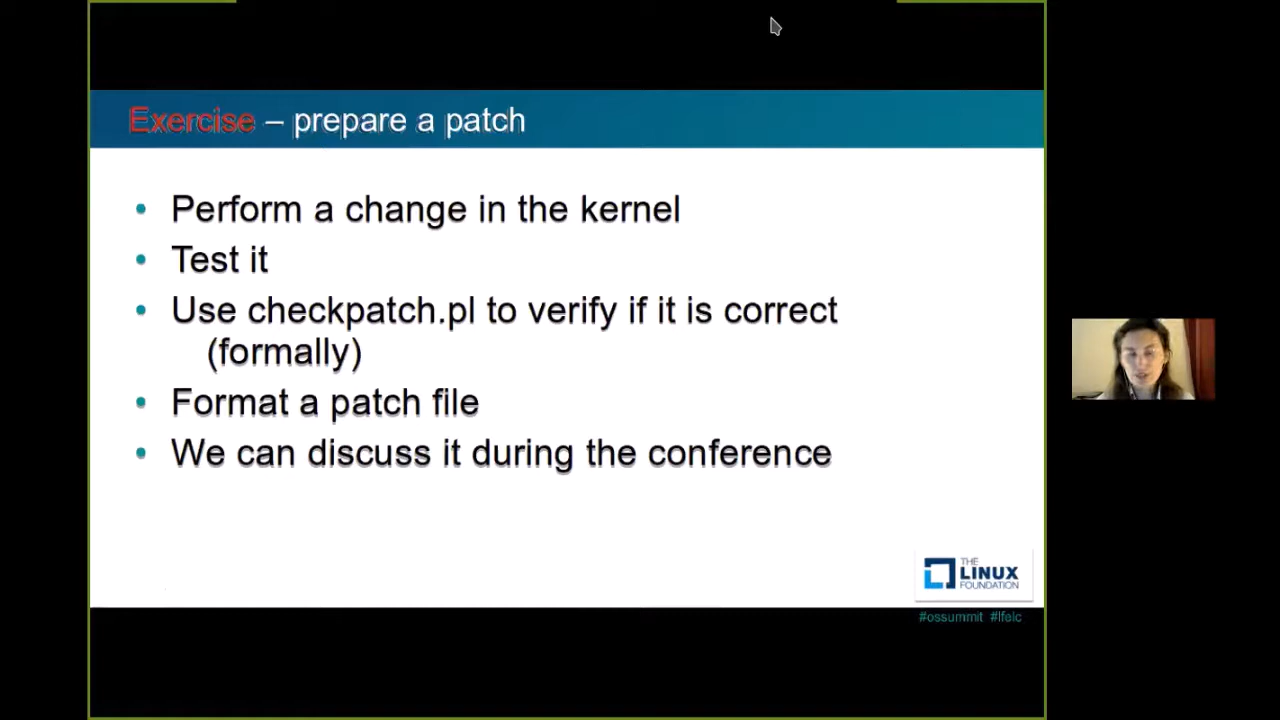 Exercise – prepare a patch
• Perform a change in the kernel
• Test it
• Use checkpatch.pl to verify if it is correct
(formally)
• Format a patch file
• We can discuss it during the conference
THE
LINUX
FOUNDATION
#ossummit #lfelc